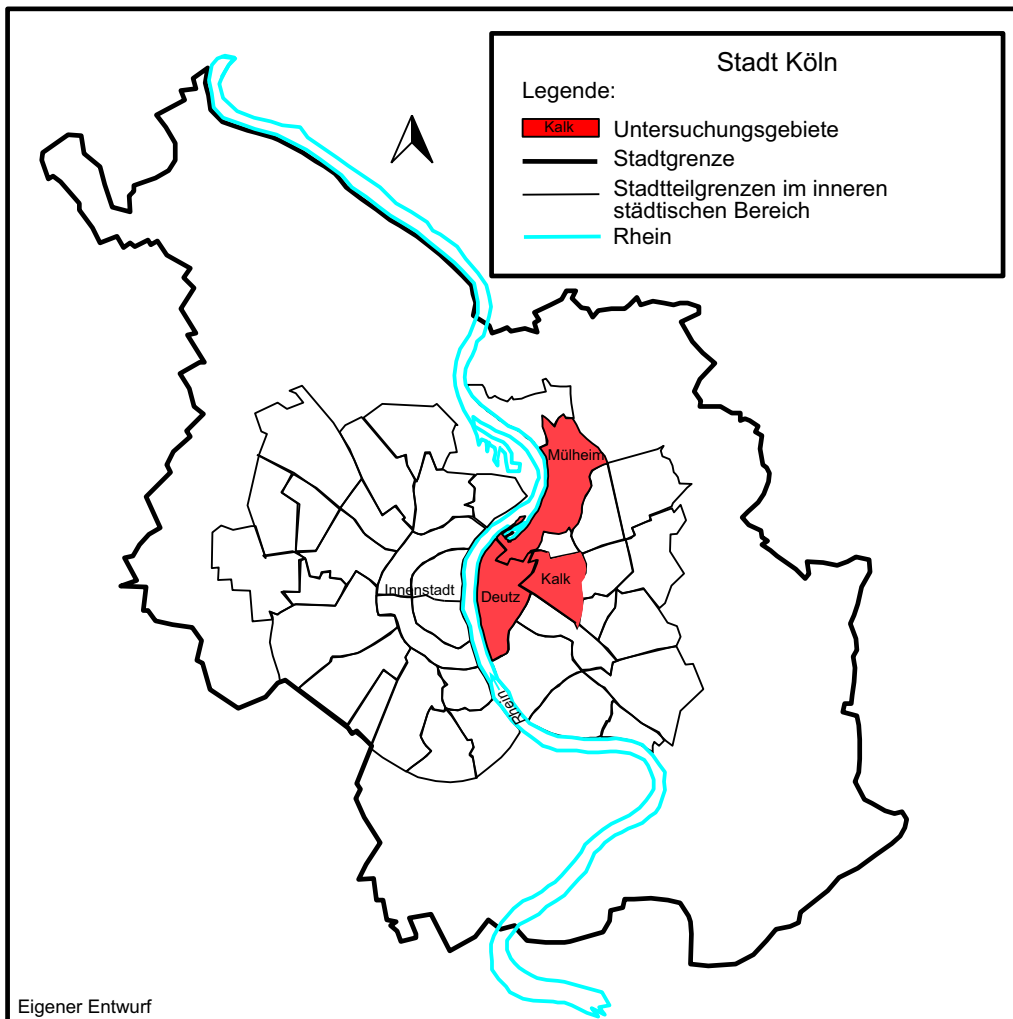 Stadt Köln
Legende:
Kalk
Untersuchungsgebiete
Stadtgrenze
Stadtteilgrenzen im inneren
städtischen Bereich
Rhein
Mülheim
Kalk
Innenstadt
Deutz
Rhein
Eigener Entwurf